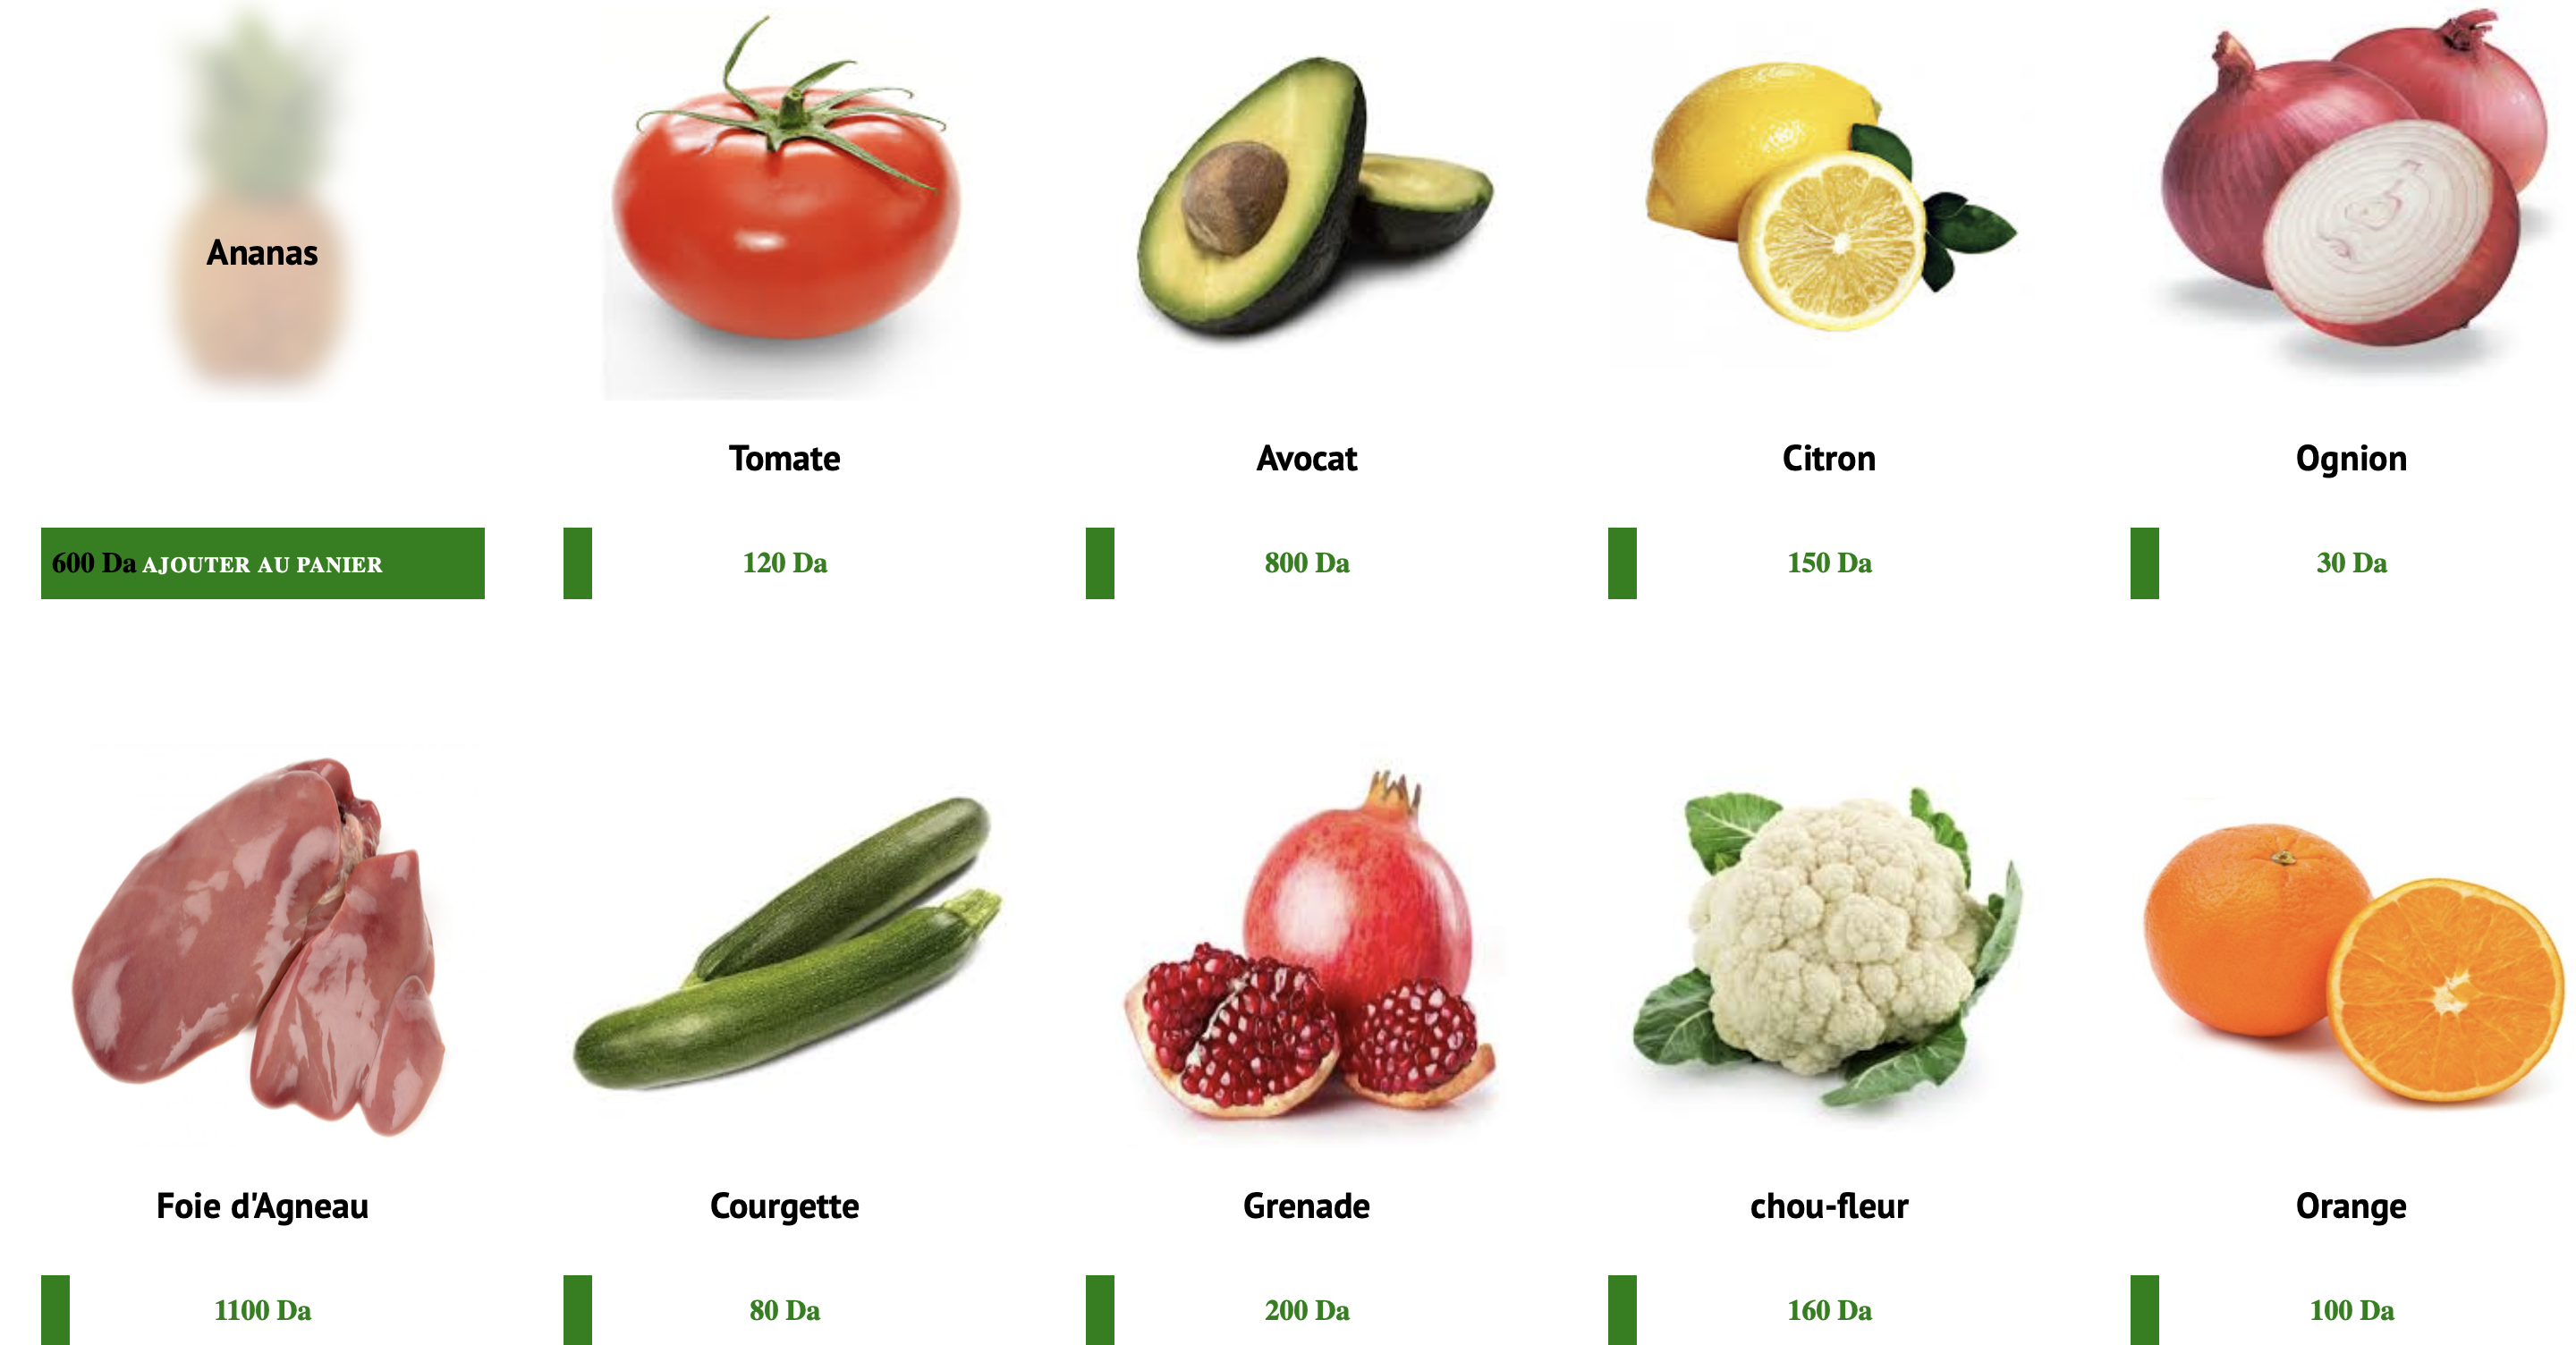 Ananas
Tomate
Avocat
Citron
Ognion
600 Da AJOUTER AU PANIER
120 Da
800 Da
150 Da
30 Da
Foie d'Agneau
Courgette
Grenade
chou-fleur
Orange
1100 Da
80 Da
200 Da
160 Da
100 Da